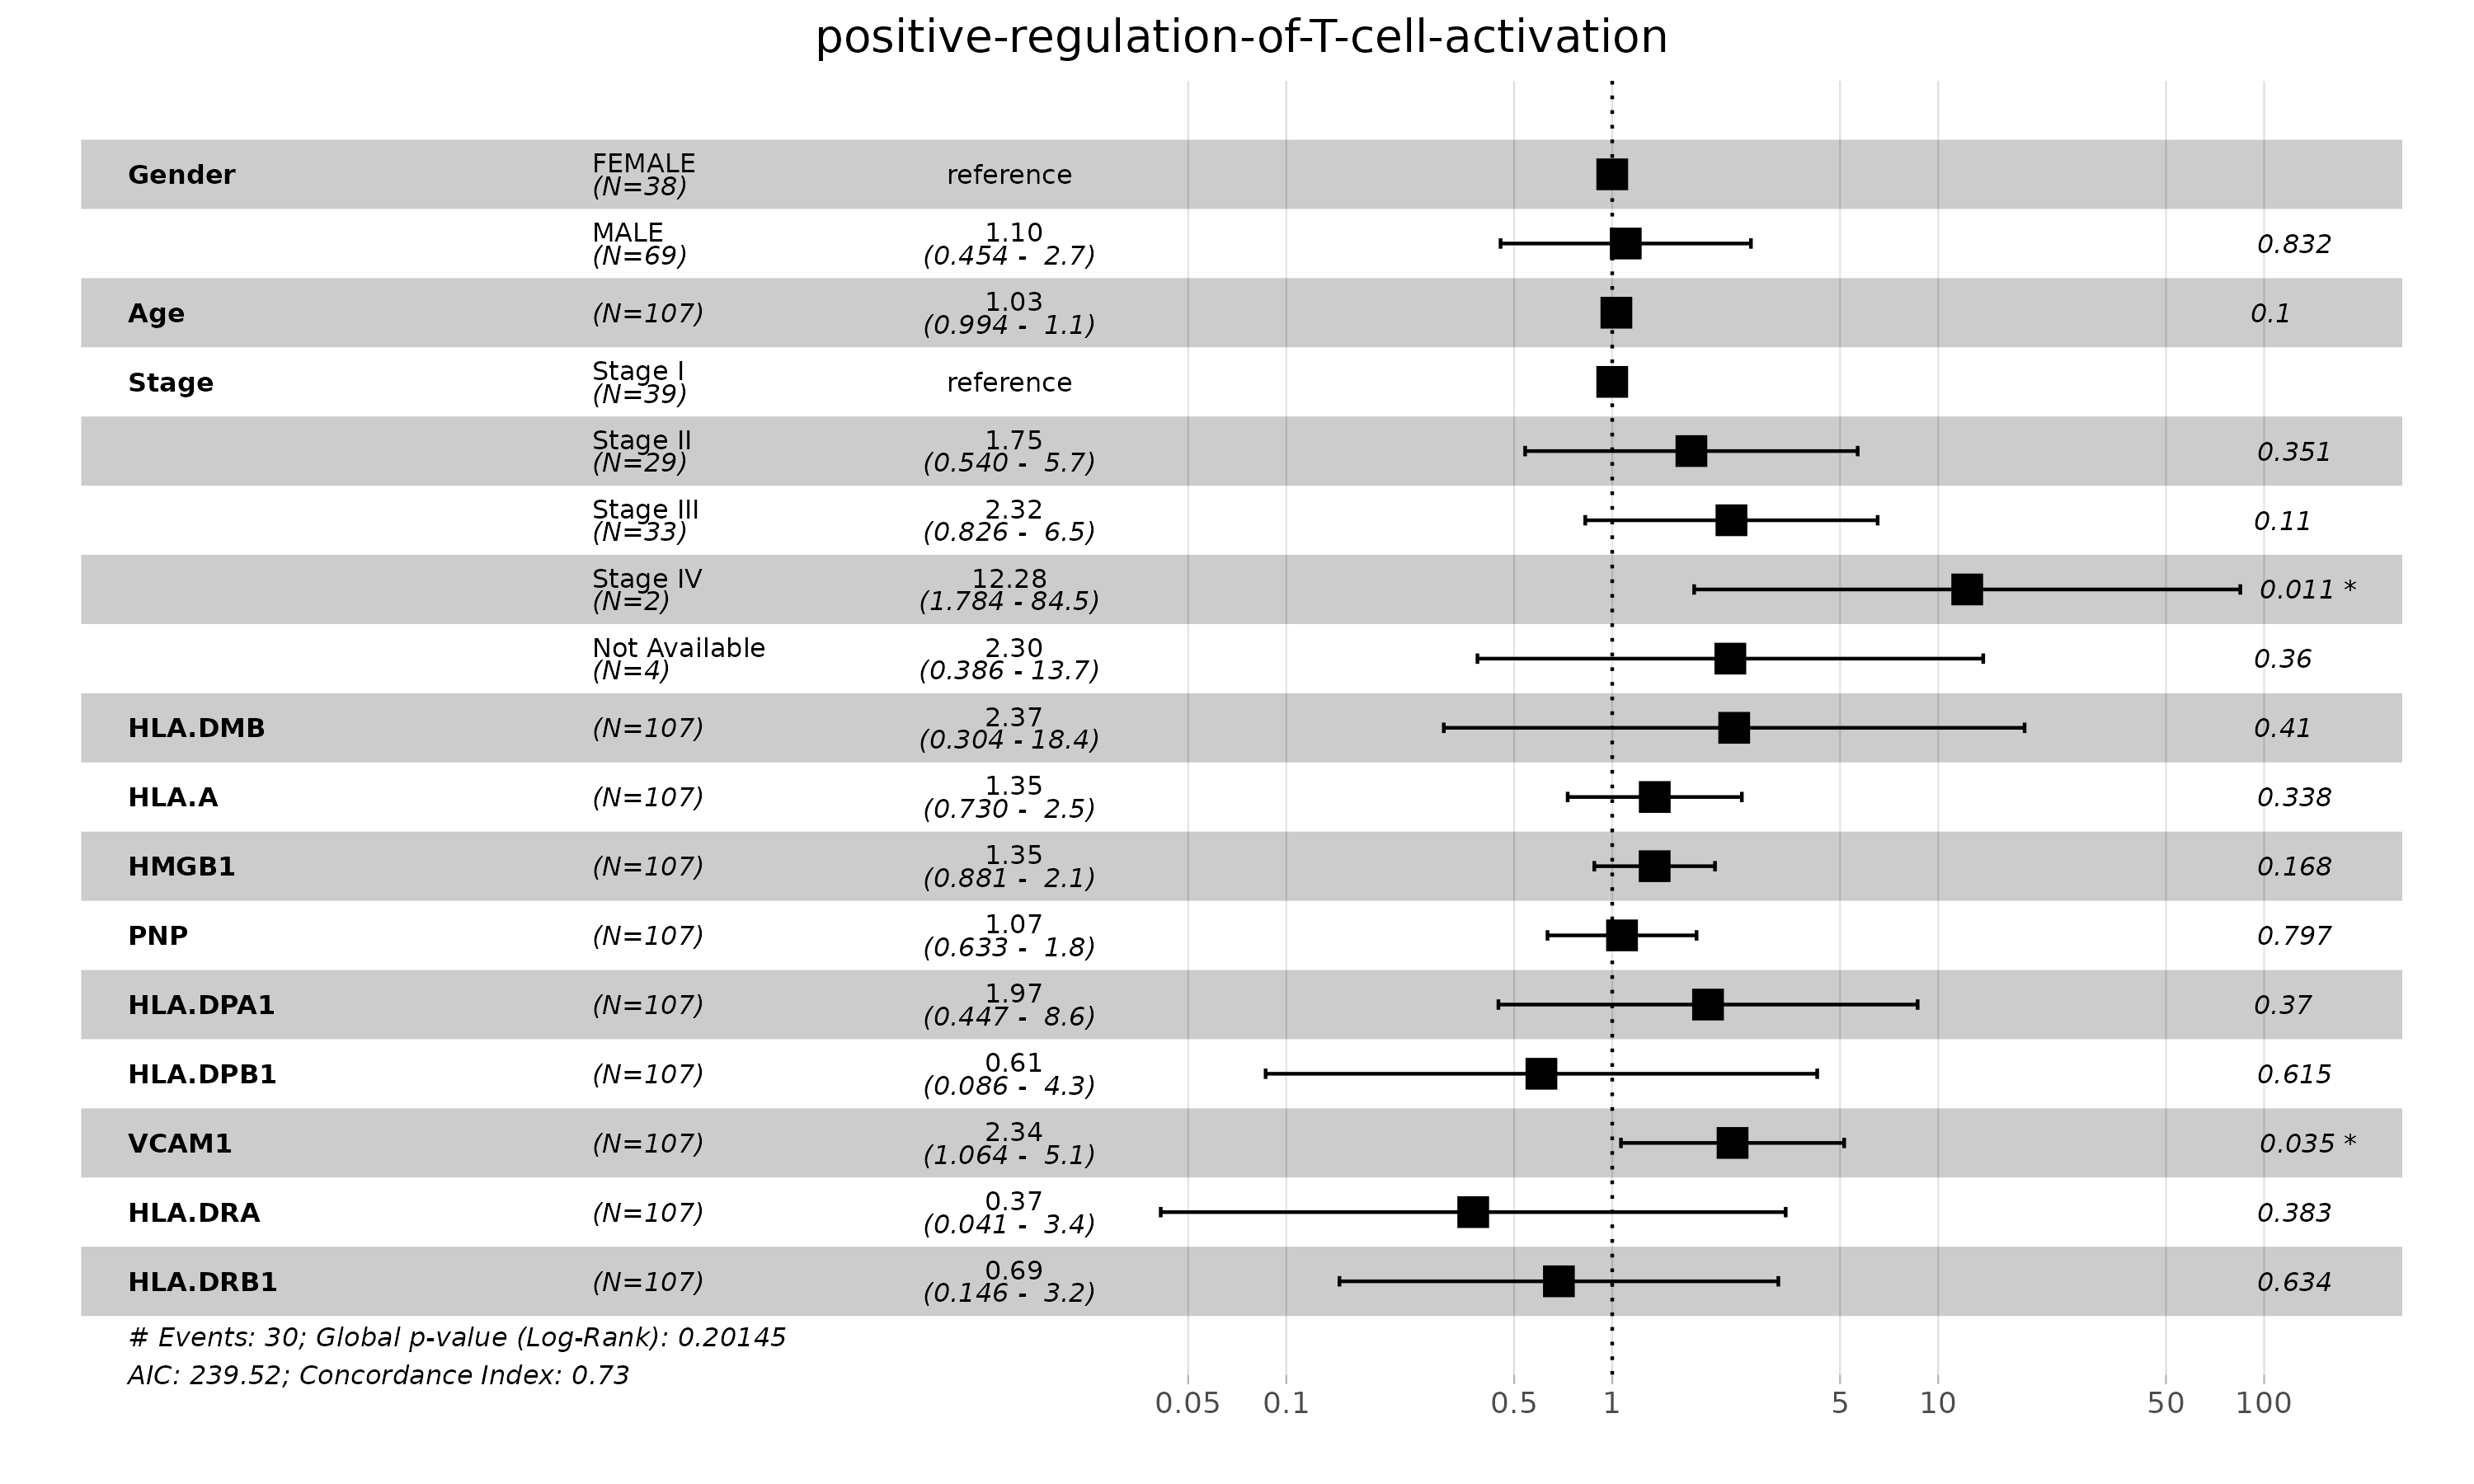 positive-regulation-of-T-cell-activation
Gender FEMALE (N=38) reference
MALE (N=69) 1.10 (0.454 - 2.7) 0.832
Age (N=107) 1.03 (0.994 - 1.1) 0.1
Stage Stage I (N=39) reference
Stage II (N=29) 1.75 (0.540 - 5.7) 0.351
Stage III (N=33) 2.32 (0.826 - 6.5) 0.11
Stage IV (N=2) 12.28 (1.784 - 84.5) 0.011 *
Not Available (N=4) 2.30 (0.386 - 13.7) 0.36
HLA.DMB (N=107) 2.37 (0.304 - 18.4) 0.41
HLA.A (N=107) 1.35 (0.730 - 2.5) 0.338
HMGB1 (N=107) 1.35 (0.881 - 2.1) 0.168
PNP (N=107) 1.07 (0.633 - 1.8) 0.797
HLA.DPA1 (N=107) 1.97 (0.447 - 8.6) 0.37
HLA.DPB1 (N=107) 0.61 (0.086 - 4.3) 0.615
VCAM1 (N=107) 2.34 (1.064 - 5.1) 0.035 *
HLA.DRA (N=107) 0.37 (0.041 - 3.4) 0.383
HLA.DRB1 (N=107) 0.69 (0.146 - 3.2) 0.634
# Events: 30; Global p-value (Log-Rank): 0.20145
AIC: 239.52; Concordance Index: 0.73
0.05 0.1 0.5 1 5 10 50 100